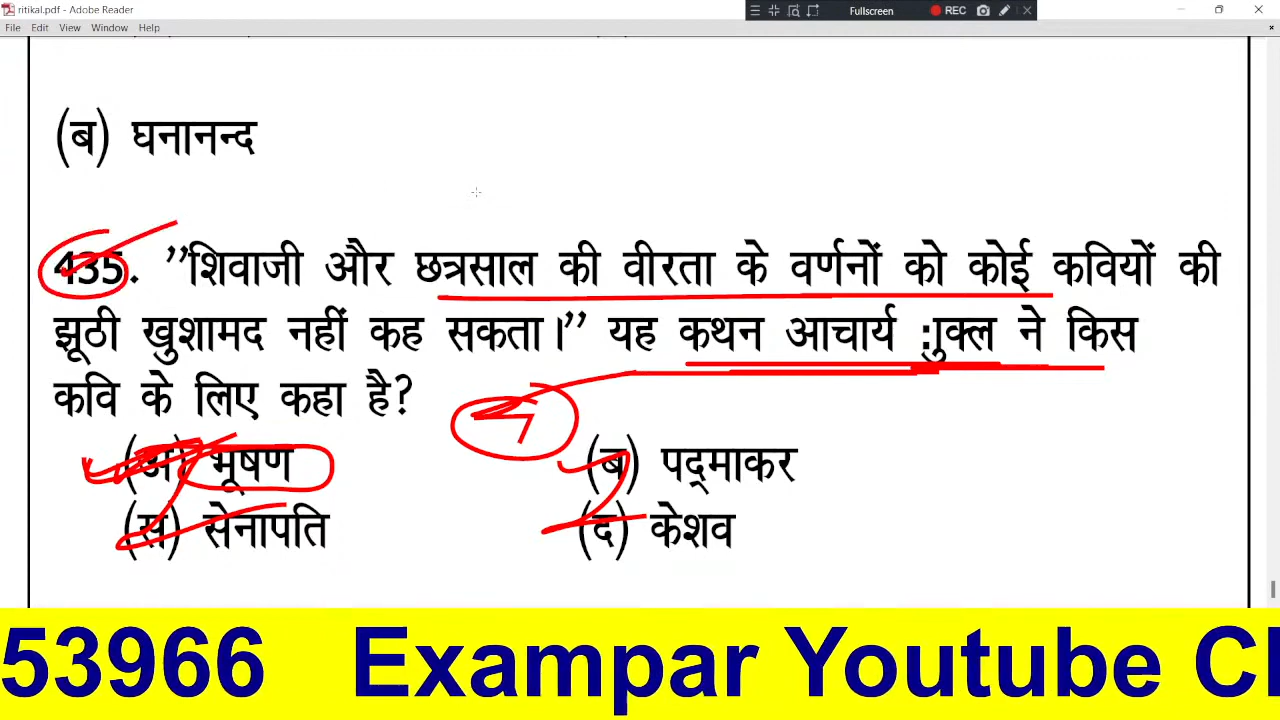 ritikal.pdf - Adobe Reader
Fullscreen REC
File Edit View Window Help
(ब) घनानन्द
435. ’’शिवाजी और छत्रसाल की वीरता के वर्णनों को कोई कवियों की
झूठी खुशामद नहीं कह सकता।’’ यह कथन आचार्य :ुक्ल ने किस
कवि के लिए कहा है?
(अ) भूषण (ब) पद्माकर
(स) सेनापति (द) केशव
53966 Exampar Youtube Cl